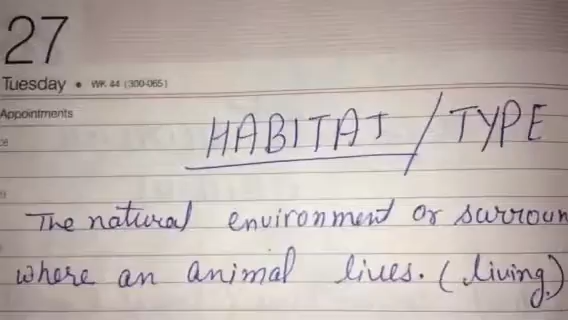 27
Tuesday • WK 44 (300-065)
Appointments
HABITAT / TYPE
The natural environment or surroun
where an animal lives. (living.)